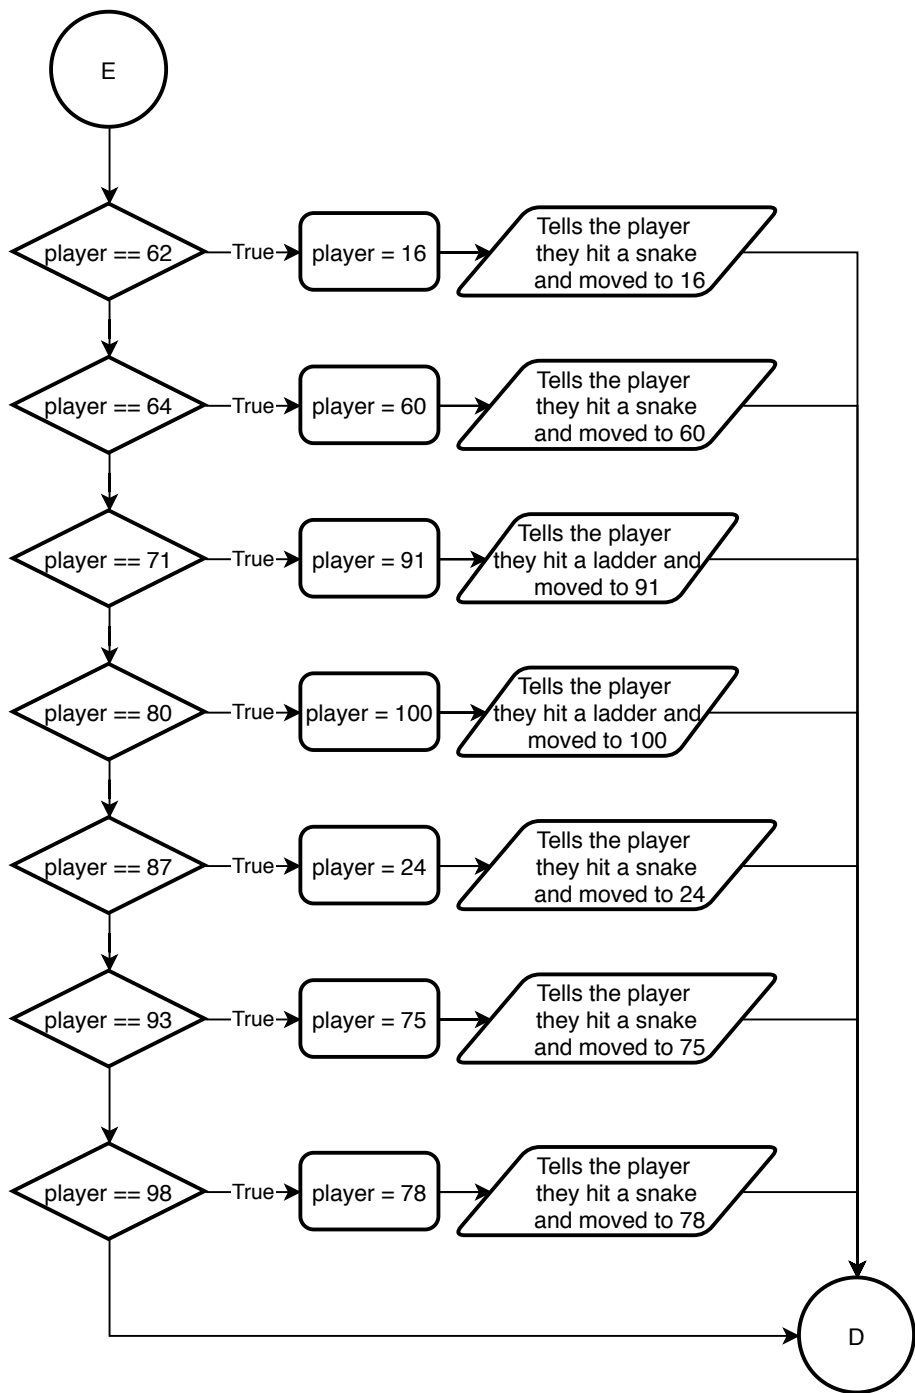 E
player == 62
True
player = 16
Tells the player
they hit a snake
and moved to 16
player == 64
True
player = 60
Tells the player
they hit a snake
and moved to 60
player == 71
True
player = 91
Tells the player
they hit a ladder and
moved to 91
player == 80
True
player = 100
Tells the player
they hit a ladder and
moved to 100
player == 87
True
player = 24
Tells the player
they hit a snake
and moved to 24
player == 93
True
player = 75
Tells the player
they hit a snake
and moved to 75
player == 98
True
player = 78
Tells the player
they hit a snake
and moved to 78
D